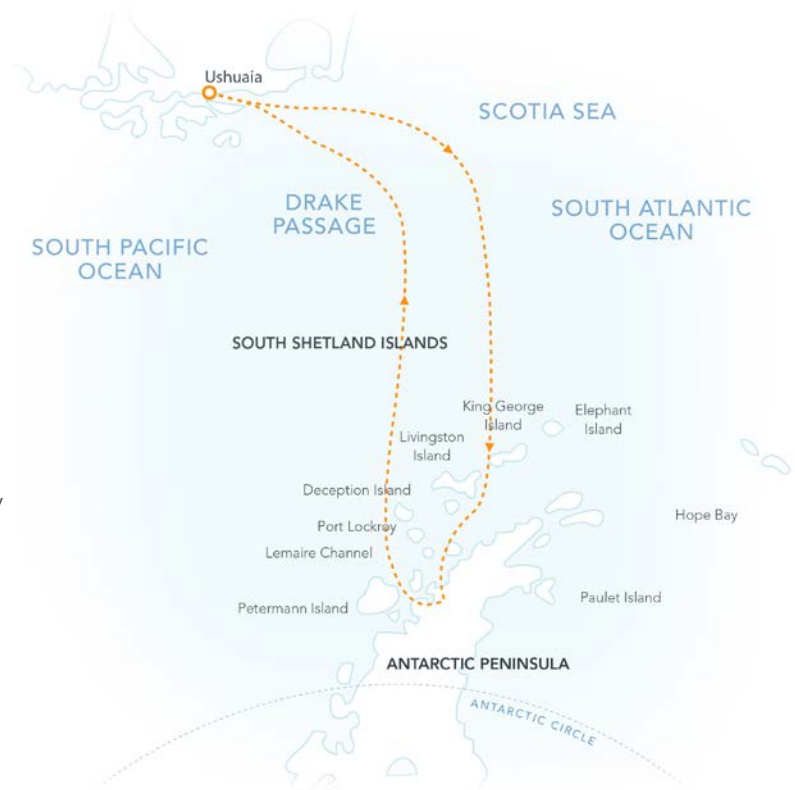 Ushuaia
SCOTIA SEA
DRAKE
PASSAGE
SOUTH ATLANTIC
OCEAN
SOUTH PACIFIC
OCEAN
SOUTH SHETLAND ISLANDS
King George
Island
Elephant
Island
Livingston
Island
Deception Island
y
Hope Bay
Port Lockroy
Lemaire Channel
Petermann Island
Paulet Island
ANTARCTIC PENINSULA
ANTARCTIC CIRCLE